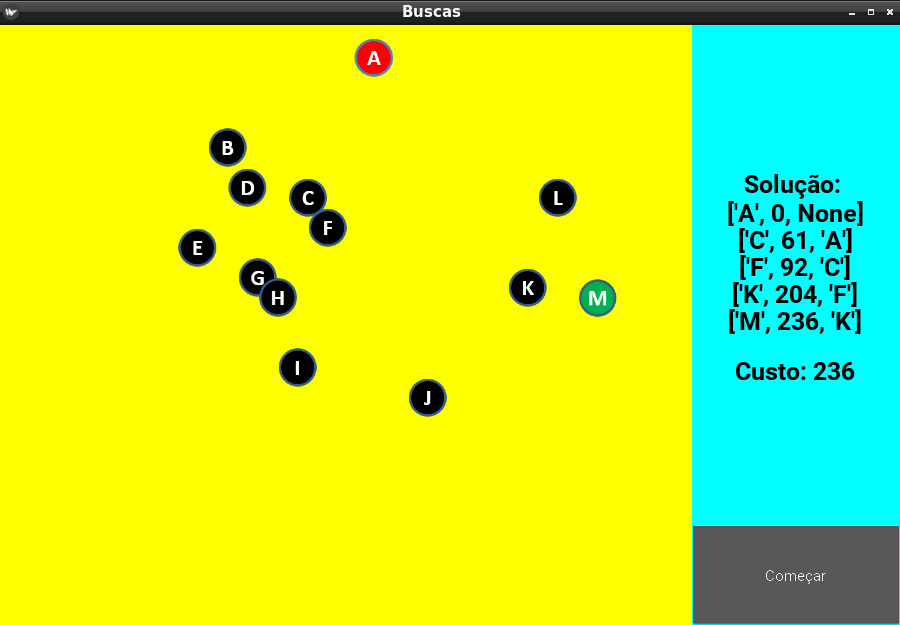 Buscas
A
B
D
C
L
F
E
G
K
H
M
I
J
Solução:
['A', 0, None]
['C', 61, 'A']
['F', 92, 'C']
['K', 204, 'F']
['M', 236, 'K']
Custo: 236
Começar